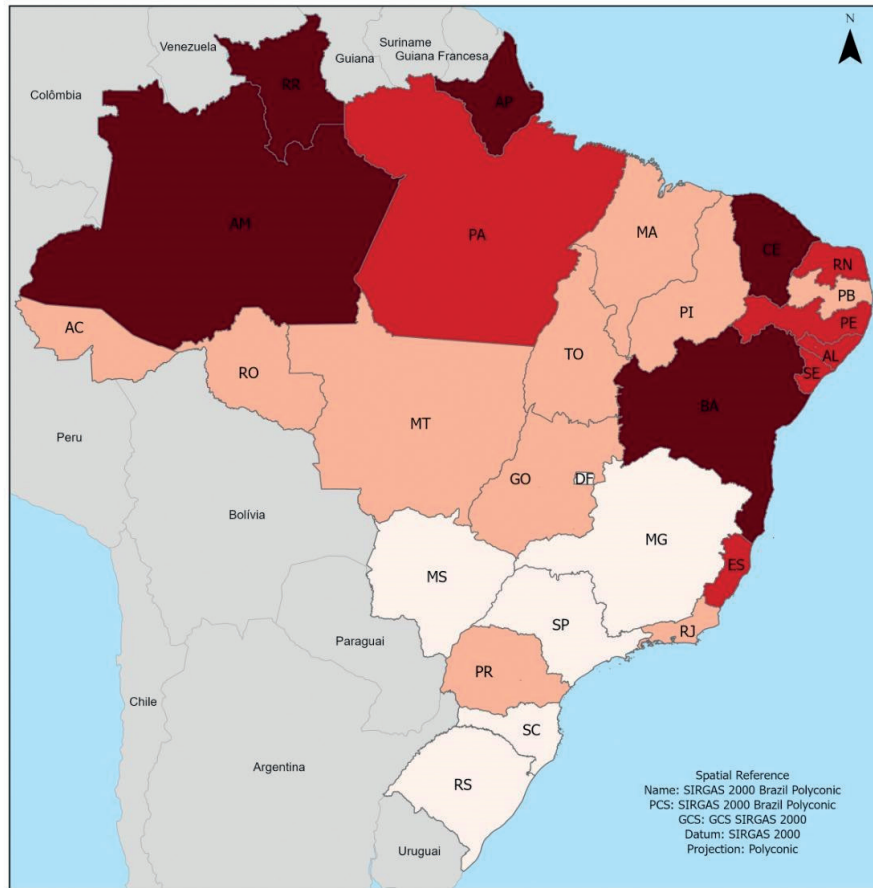 N
Suriname
Venezuela
Guiana
Guiana Francesa
Colômbia
RR
AP
AM
PA
MA
CE
RN
PB
PI
PE
AC
AL
TO
SE
RO
BA
MT
Peru
GO
DF
Bolívia
MG
MS
ES
SP
RJ
Paraguai
PR
Chile
SC
Argentina
RS
Uruguai
Spatial Reference
Name: SIRGAS 2000 Brazil Polyconic
PCS: SIRGAS 2000 Brazil Polyconic
GCS: GCS SIRGAS 2000
Datum: SIRGAS 2000
Projection: Polyconic